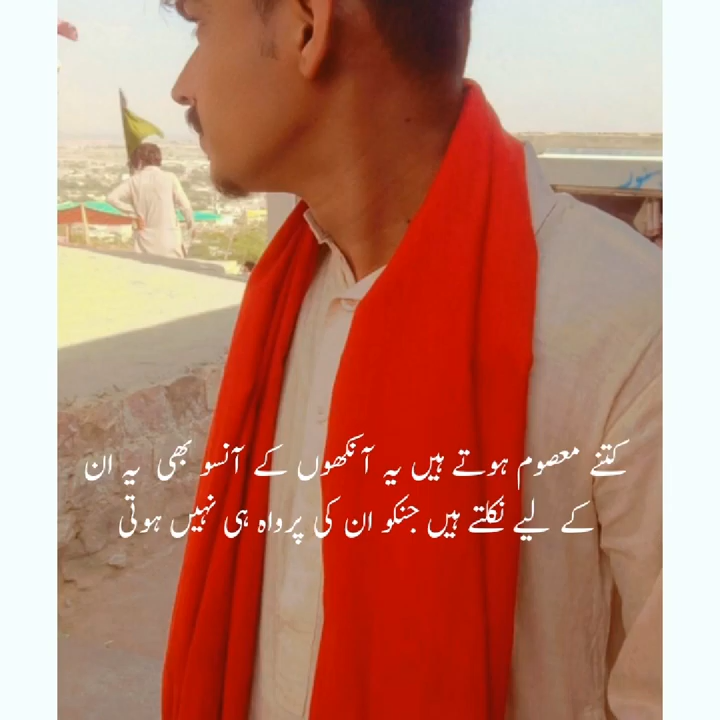 کتنے معصوم ہوتے ہیں یہ آنکھوں کے آنسو بھی یہ ان
کے لیے نکلتے ہیں جنکو ان کی پرواہ ہی نہیں ہوتی